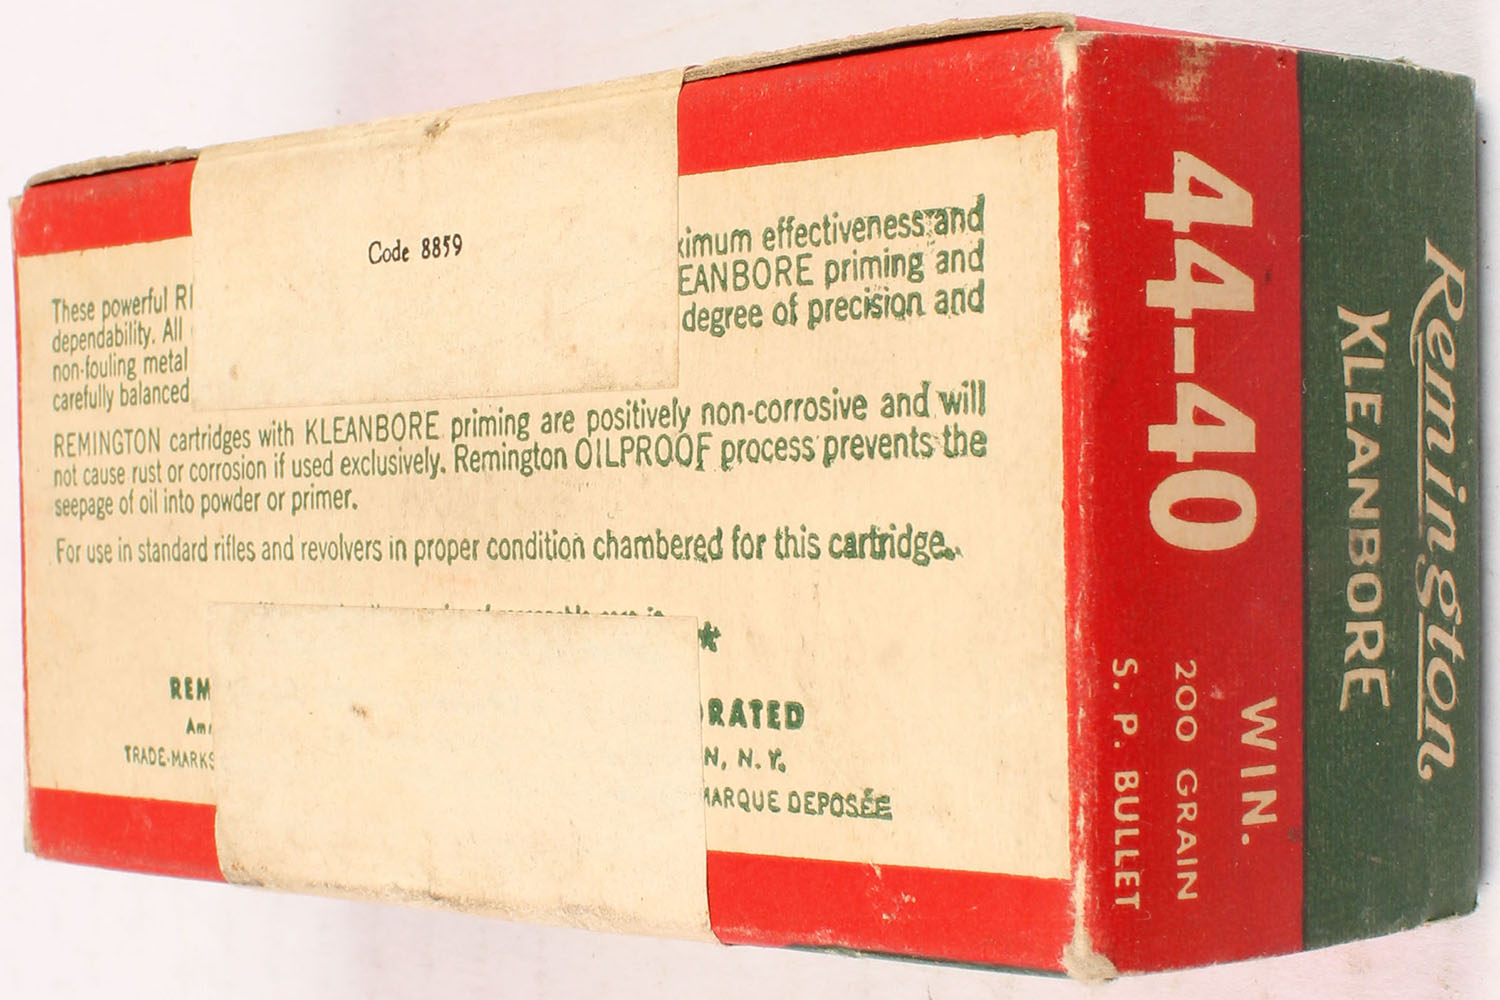 Code 8859
These powerful
dependability. All
non-fouling metal
carefully balanced
effectiveness and
priming and
degree of precision and
REMINGTON cartridges with KLEANBORE priming are positively non-corrosive and will
not cause rust or corrosion if used exclusively. Remington OILPROOF process prevents the
seepage of oil into powder or primer.
For use in standard rifles and revolvers in proper condition chambered for this cartridge.
N. Y.
TRADE-MARKS
MARQUE DEPOSÉE
44-40
WIN.
200 GRAIN
S. P. BULLET
Remington
KLEANBORE